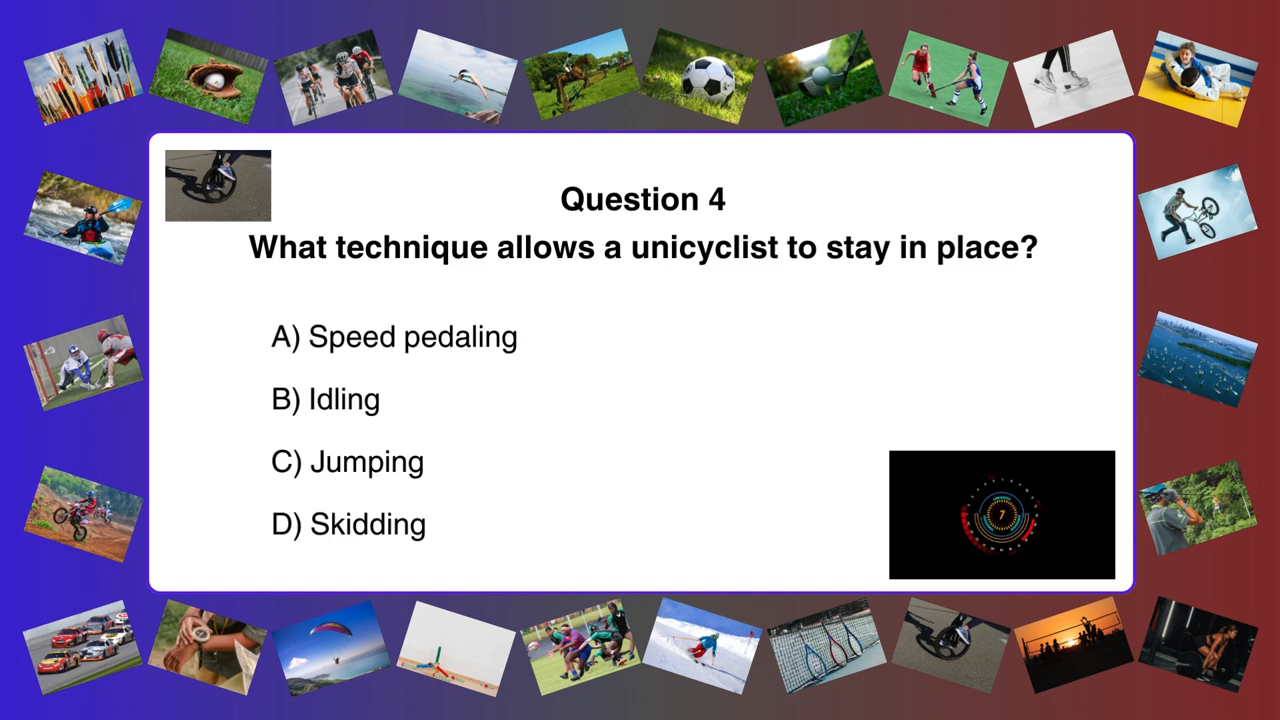 Question 4
What technique allows a unicyclist to stay in place?
A) Speed pedaling
B) Idling
C) Jumping
D) Skidding
7